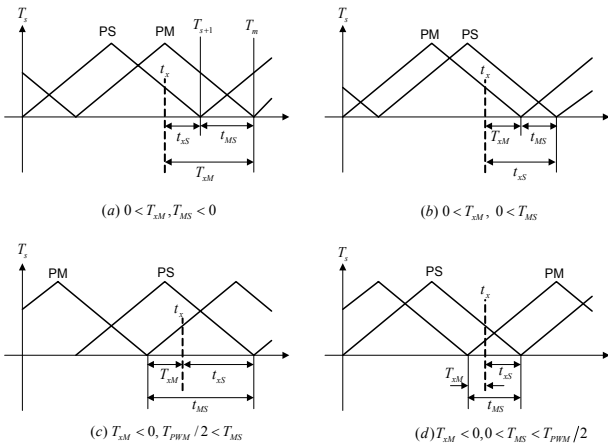 T_s
PS
PM
T_{s+1}
T_m
t_x
t_{xS}
t_{MS}
T_{xM}
(a) 0 < T_{xM}, T_{MS} < 0
T_s
PM
PS
t_x
T_{xM}
t_{MS}
t_{xS}
(b) 0 < T_{xM}, 0 < T_{MS}
T_s
PM
PS
t_x
T_{xM}
t_{xS}
t_{MS}
(c) T_{xM} < 0, T_{PWM} / 2 < T_{MS}
T_s
PS
PM
t_x
T_{xM}
t_{xS}
t_{MS}
(d) T_{xM} < 0, 0 < T_{MS} < T_{PWM} / 2